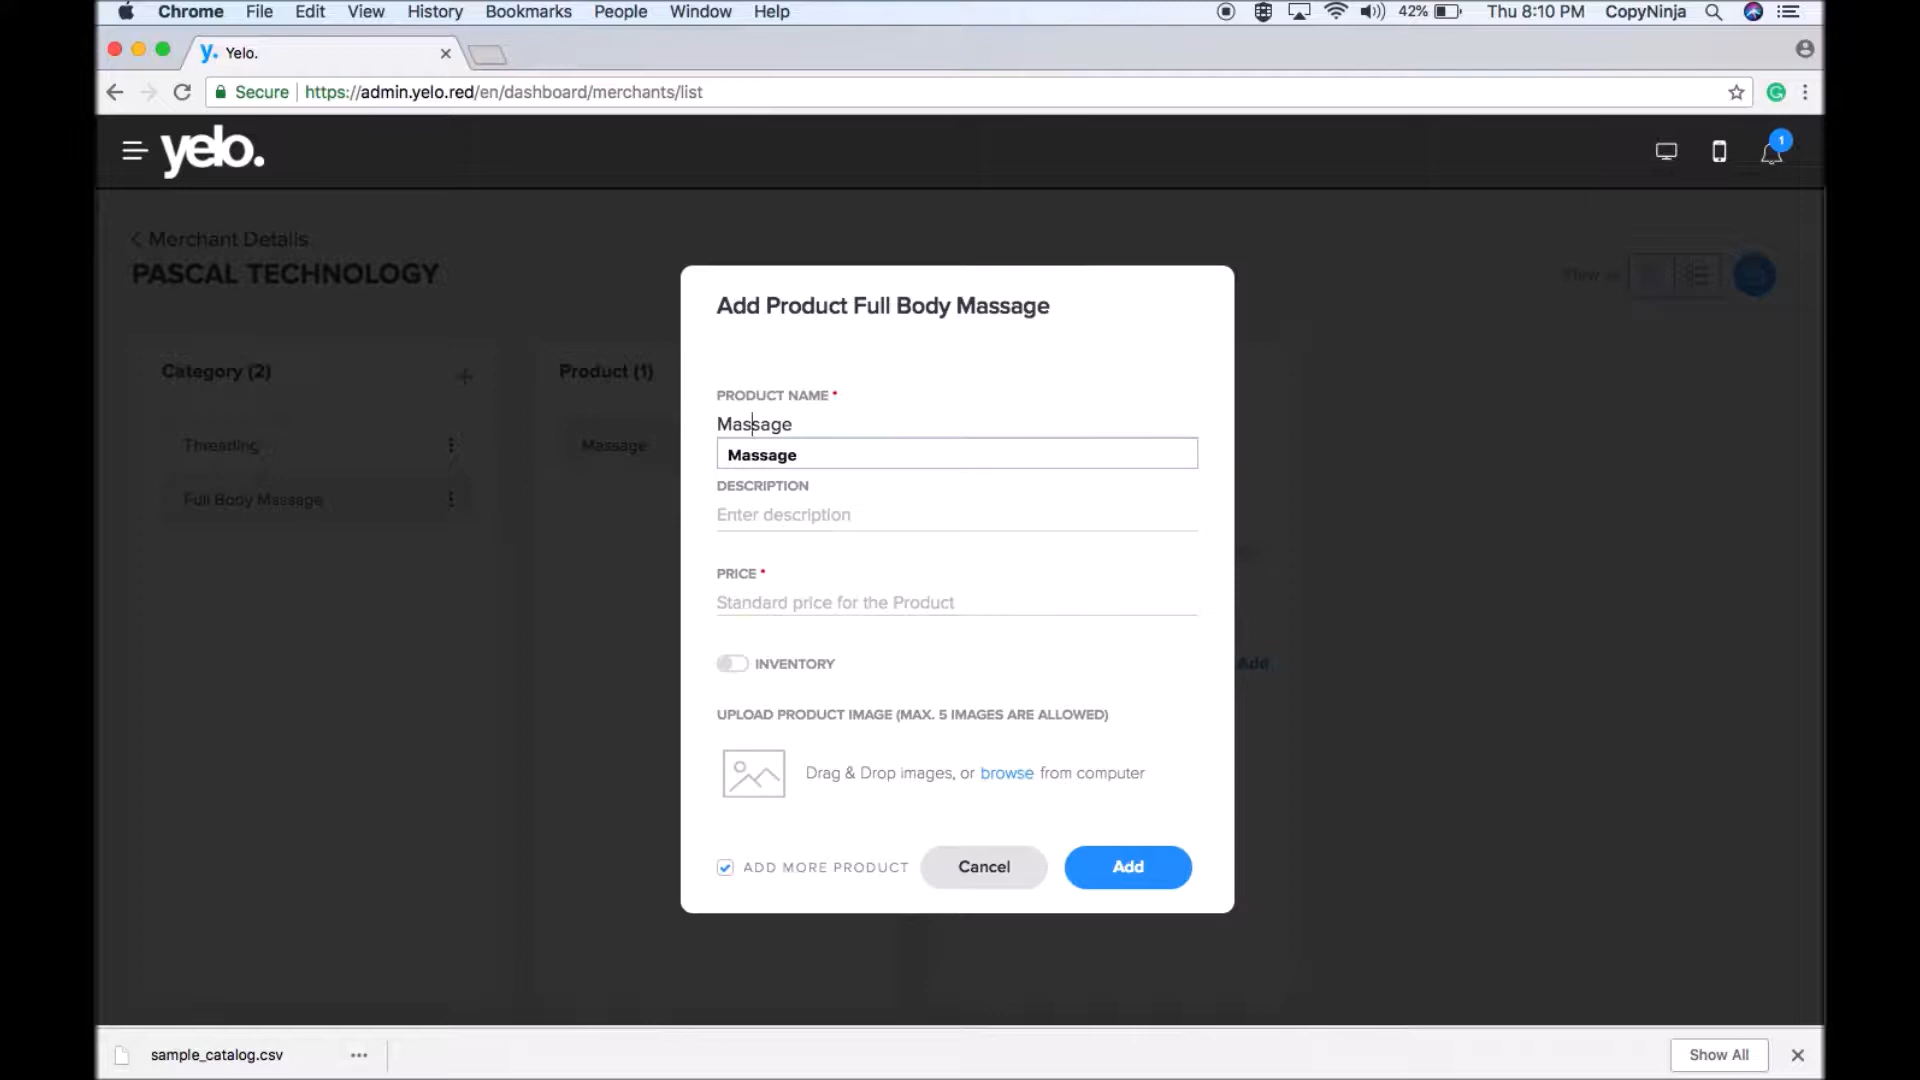 Chrome File Edit View History Bookmarks People Window Help 42% Thu 8:10 PM CopyNinja
y. Yelo.
Secure https://admin.yelo.red/en/dashboard/merchants/list
yelo. 1
Merchant Details
PASCAL TECHNOLOGY
Add Product Full Body Massage
Category (2)
Product (1)
PRODUCT NAME *
Massage
Threading
Massage
Massage
DESCRIPTION
Full Body Massage
Enter description
PRICE *
Standard price for the Product
INVENTORY
Add
UPLOAD PRODUCT IMAGE (MAX. 5 IMAGES ARE ALLOWED)
Drag & Drop images, or browse from computer
ADD MORE PRODUCT Cancel Add
sample_catalog.csv Show All